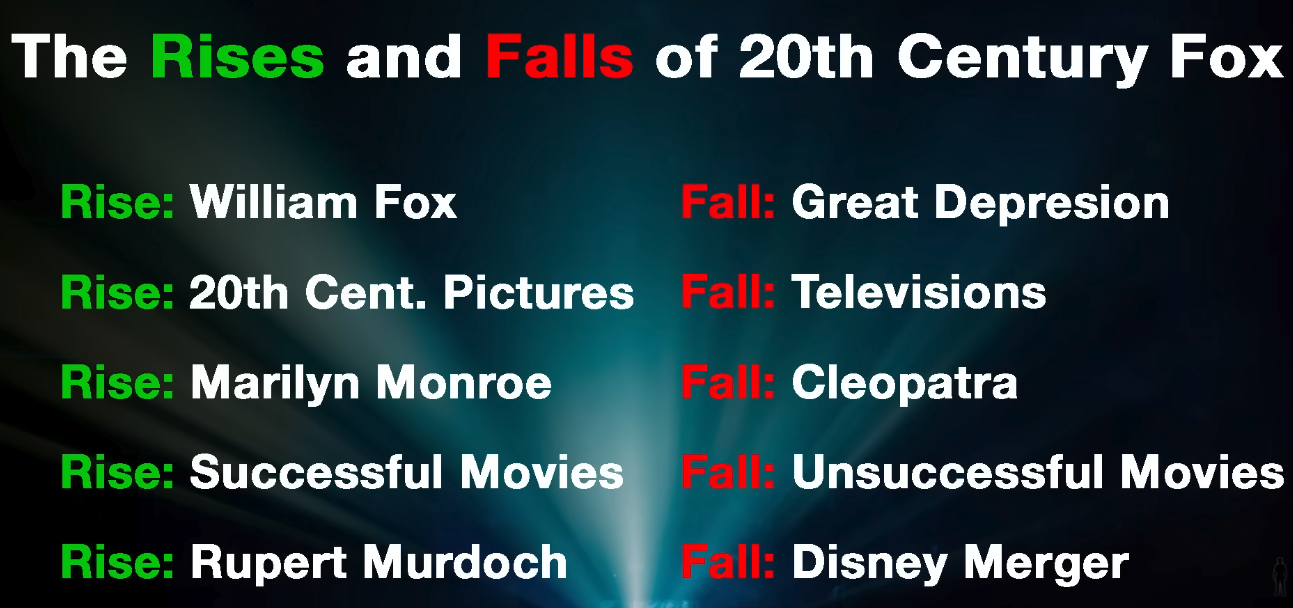 The Rises and Falls of 20th Century Fox
Rise: William Fox
Fall: Great Depresion
Rise: 20th Cent. Pictures
Fall: Televisions
Rise: Marilyn Monroe
Fall: Cleopatra
Rise: Successful Movies
Fall: Unsuccessful Movies
Rise: Rupert Murdoch
Fall: Disney Merger